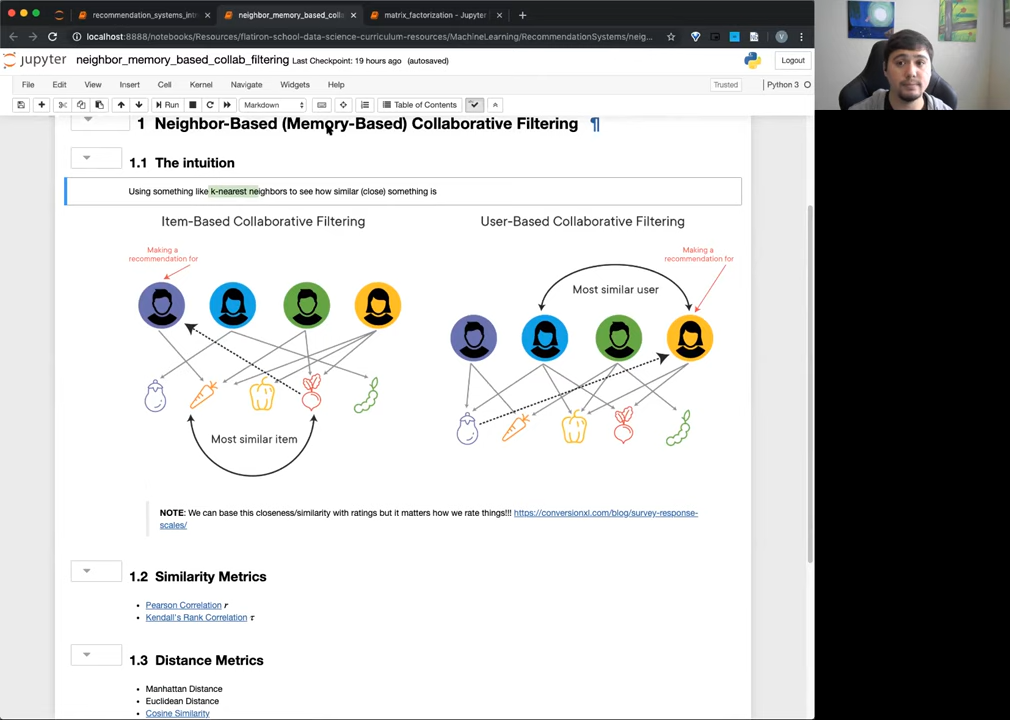 recommendation_systems_int
neighbor_memory_based_colla
matrix_factorization - Jupyter
localhost:8888/notebooks/Resources/flatiron-school-data-science-curriculum-resources/MachineLearning/RecommendationSystems/neig...
V
jupyter neighbor_memory_based_collab_filtering Last Checkpoint: 19 hours ago (autosaved)
Logout
File Edit View Insert Cell Kernel Navigate Widgets Help
Trusted
Python 3
Run
Markdown
Table of Contents
1 Neighbor-Based (Memory-Based) Collaborative Filtering ¶
1.1 The intuition
Using something like k-nearest neighbors to see how similar (close) something is
Item-Based Collaborative Filtering
User-Based Collaborative Filtering
Making a
recommendation for
Making a
recommendation for
Most similar user
Most similar item
NOTE: We can base this closeness/similarity with ratings but it matters how we rate things!!! https://conversionxl.com/blog/survey-response-
scales/
1.2 Similarity Metrics
• Pearson Correlation r
• Kendall's Rank Correlation τ
1.3 Distance Metrics
• Manhattan Distance
• Euclidean Distance
• Cosine Similarity